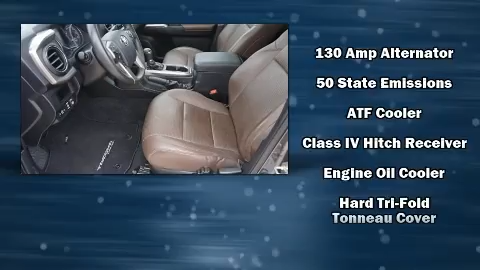 130 Amp Alternator
50 State Emissions
ATF Cooler
Class IV Hitch Receiver
Engine Oil Cooler
Hard Tri-Fold
Tonneau Cover